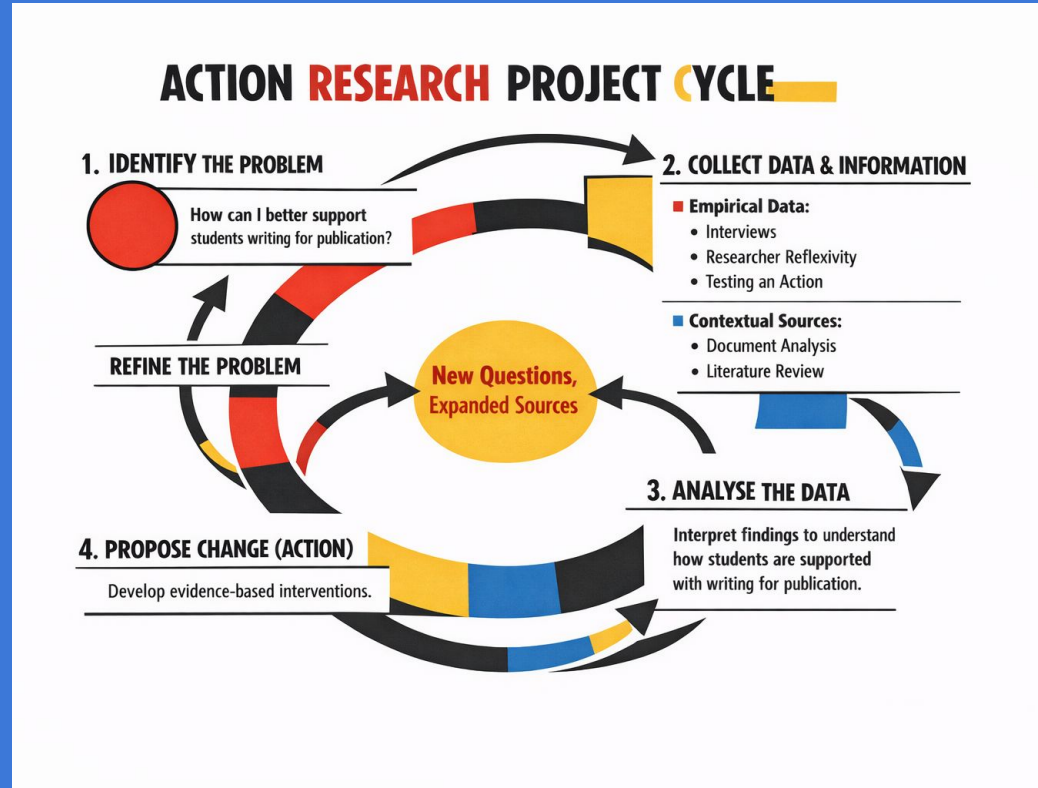 ACTION RESEARCH PROJECT CYCLE
1. IDENTIFY THE PROBLEM
How can I better support
students writing for publication?
2. COLLECT DATA & INFORMATION
Empirical Data:
• Interviews
• Researcher Reflexivity
• Testing an Action
Contextual Sources:
• Document Analysis
• Literature Review
REFINE THE PROBLEM
New Questions,
Expanded Sources
3. ANALYSE THE DATA
Interpret findings to understand
how students are supported
with writing for publication.
4. PROPOSE CHANGE (ACTION)
Develop evidence-based interventions.